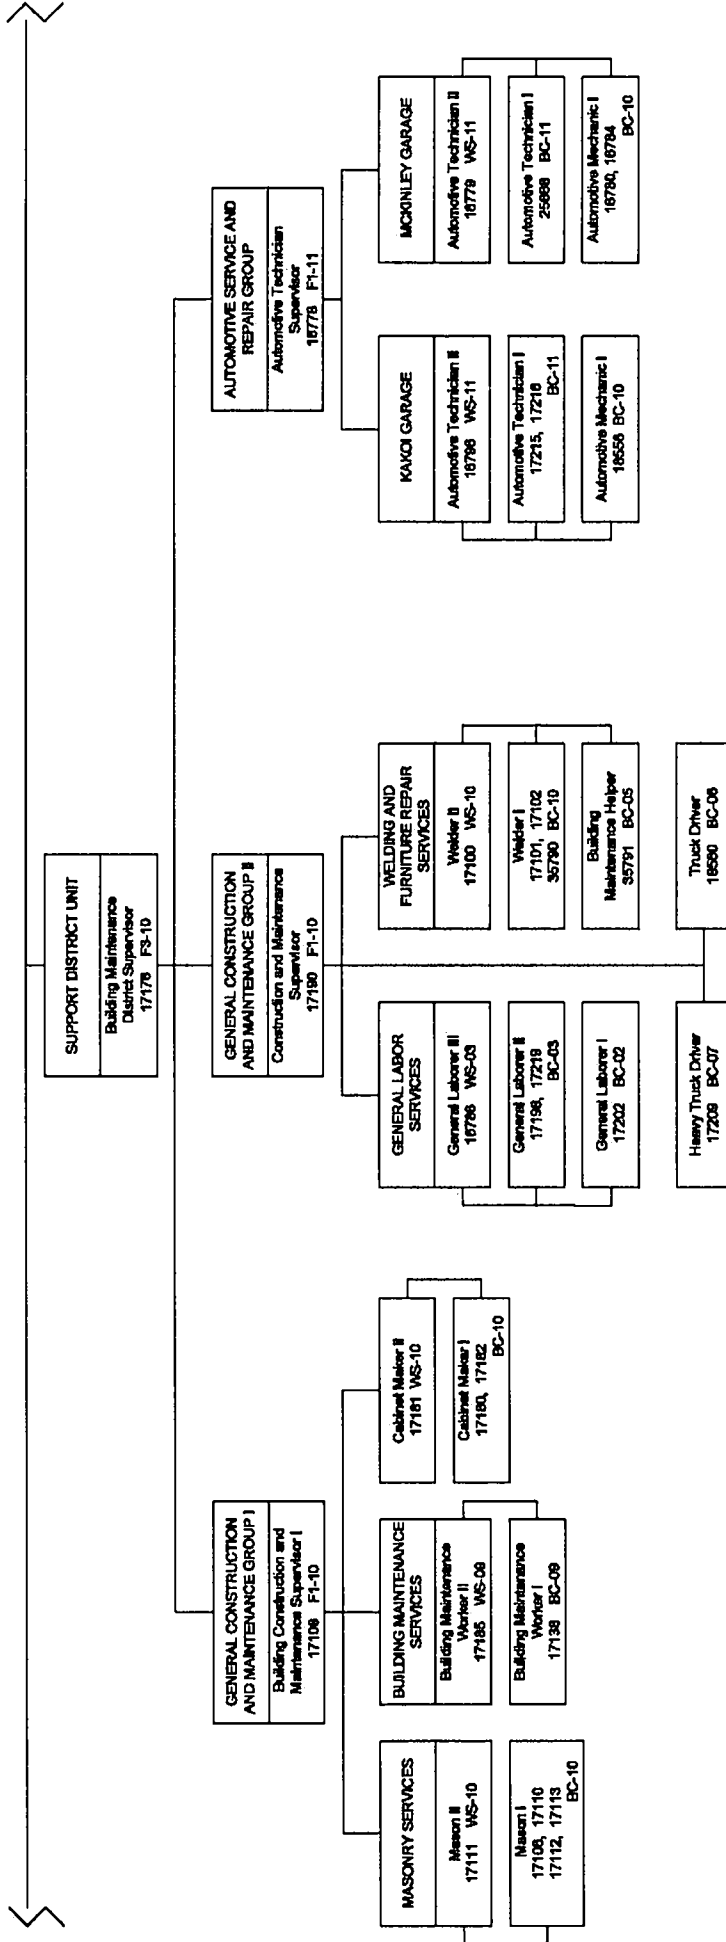 SUPPORT DISTRICT UNIT
Building Maintenance
District Supervisor
17176 F3-10
GENERAL CONSTRUCTION
AND MAINTENANCE GROUP I
Building Construction and
Maintenance Supervisor I
17109 F1-10
MASONRY SERVICES
Mason II
17111 WS-10
Mason I
17108, 17110
17112, 17113
BC-10
BUILDING MAINTENANCE
SERVICES
Building Maintenance
Worker II
17185 WS-09
Building Maintenance
Worker I
17138 BC-09
Cabinet Maker II
17181 WS-10
Cabinet Maker I
17180, 17182
BC-10
GENERAL CONSTRUCTION
AND MAINTENANCE GROUP II
Construction and Maintenance
Supervisor
17190 F1-10
GENERAL LABOR
SERVICES
General Laborer III
16786 WS-03
General Laborer II
17198, 17219
BC-03
General Laborer I
17202 BC-02
Heavy Truck Driver
17209 BC-07
WELDING AND
FURNITURE REPAIR
SERVICES
Welder II
17100 WS-10
Welder I
17101, 17102
35790 BC-10
Building
Maintenance Helper
35791 BC-05
Truck Driver
18580 BC-06
AUTOMOTIVE SERVICE AND
REPAIR GROUP
Automotive Technician
Supervisor
16778 F1-11
KAKOI GARAGE
Automotive Technician II
16796 WS-11
Automotive Technician I
17215, 17216
BC-11
Automotive Mechanic I
18556 BC-10
MCKINLEY GARAGE
Automotive Technician II
16779 WS-11
Automotive Technician I
25668 BC-11
Automotive Mechanic I
16780, 16784
BC-10